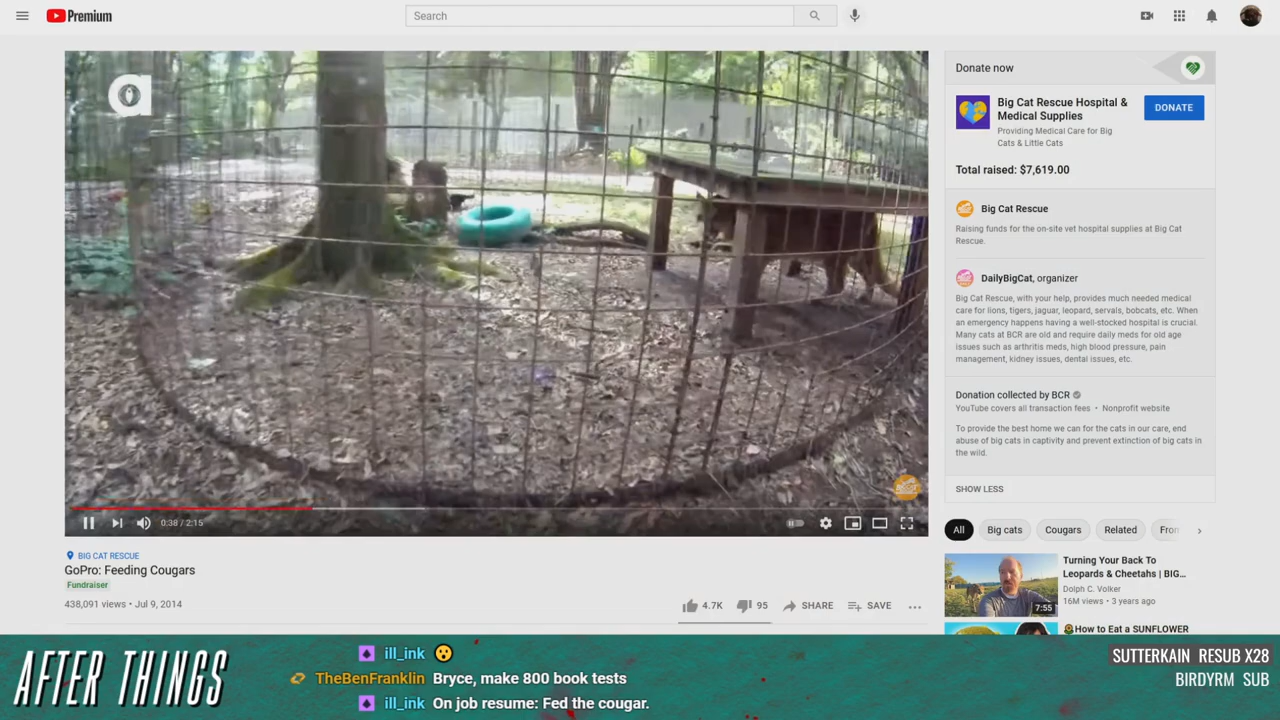 Premium
Search
Donate now
Big Cat Rescue Hospital &
Medical Supplies
DONATE
Providing Medical Care for Big
Cats & Little Cats
Total raised: $7,619.00
Big Cat Rescue
Raising funds for the on-site vet hospital supplies at Big Cat
Rescue.
DailyBigCat, organizer
Big Cat Rescue, with your help, provides much needed medical
care for lions, tigers, jaguar, leopard, servals, bobcats, etc. When
an emergency happens having a well-stocked hospital is crucial.
Many cats at BCR are old and require daily meds for old age
issues such as arthritis meds, high blood pressure, pain
management, kidney issues, dental issues, etc.
Donation collected by BCR
YouTube covers all transaction fees • Nonprofit website
To provide the best home we can for the cats in our care, end
abuse of big cats in captivity and prevent extinction of big cats in
the wild.
SHOW LESS
0:38 / 2:15
BIG CAT RESCUE
GoPro: Feeding Cougars
Fundraiser
438,091 views • Jul 9, 2014
4.7K 95 SHARE SAVE
All Big cats Cougars Related From
Turning Your Back To
Leopards & Cheetahs | BIG...
Dolph C. Volker
16M views • 3 years ago
7:55
How to Eat a SUNFLOWER
AFTER THINGS
ill_ink
TheBenFranklin Bryce, make 800 book tests
ill_ink On job resume: Fed the cougar.
SUTTERKAIN RESUB X28
BIRDYRM SUB